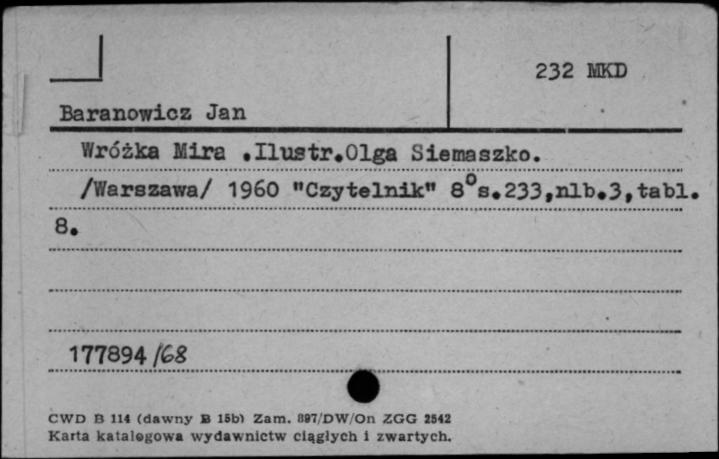 232 MKD
Baranowicz Jan
Wróżka Mira .Ilustr.Olga Siemaszko.
/Warszawa/ 1960 "Czytelnik" 8°s.233,nlb.3,tabl.
8.
177894/68
CWD B 114 (dawny B 15b) Zam. 897/DW/On ZGG 2542
Karta katalogowa wydawnictw ciągłych i zwartych.